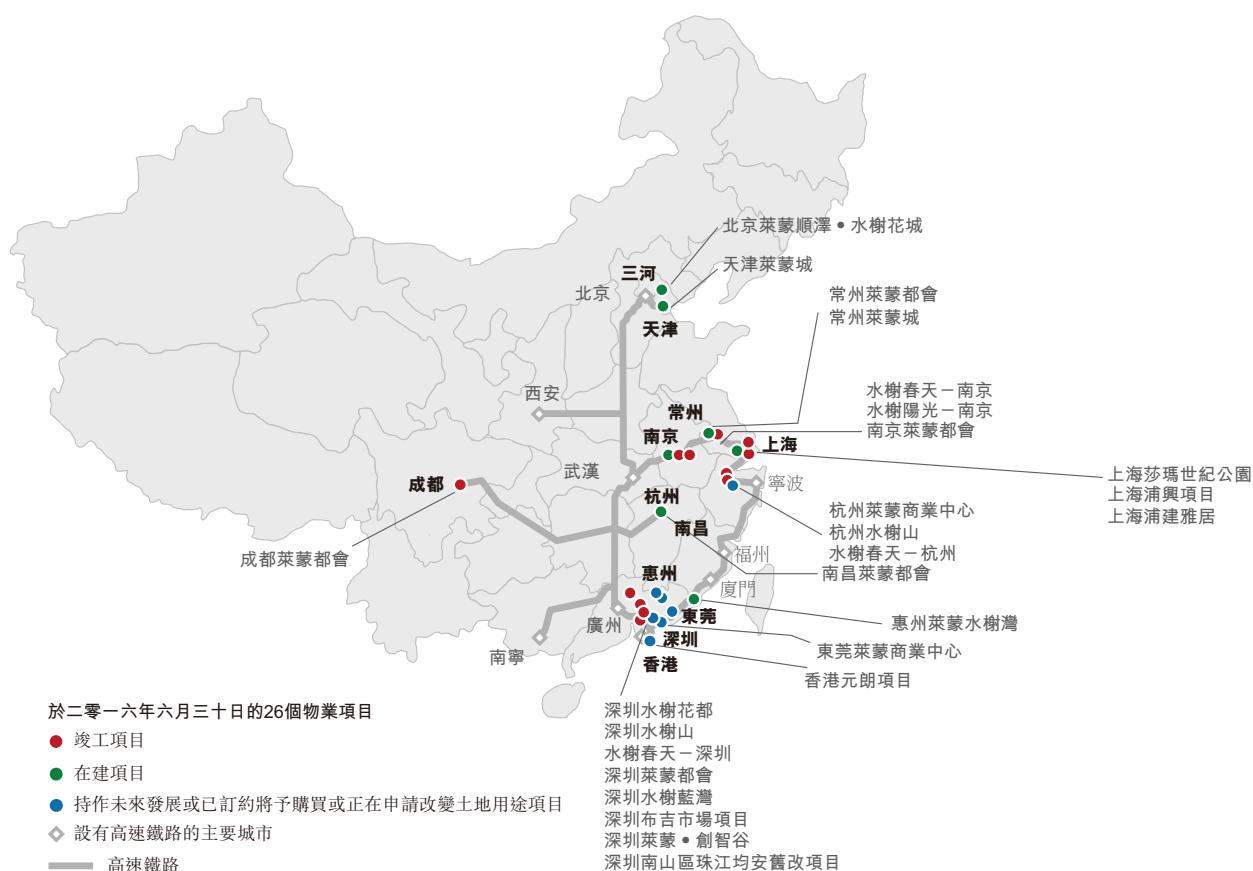 北京萊蒙順澤•水榭花城
三河
天津萊蒙城
北京
常州萊蒙都會
常州萊蒙城
天津
西安
水榭春天－南京
水榭陽光－南京
南京萊蒙都會
常州
南京
上海
武漢
上海莎瑪世紀公園
上海浦興項目
上海浦建雅居
成都
寧波
杭州
杭州萊蒙商業中心
杭州水榭山
水榭春天－杭州
南昌
成都萊蒙都會
福州
南昌萊蒙都會
惠州
廈門
廣州
東莞
惠州萊蒙水榭灣
深圳
東莞萊蒙商業中心
南寧
香港
香港元朗項目
深圳水榭花都
深圳水榭山
水榭春天－深圳
深圳萊蒙都會
深圳水榭藍灣
深圳布吉市場項目
深圳萊蒙•創智谷
深圳南山區珠江均安舊改項目
於二零一六年六月三十日的26個物業項目
竣工項目
在建項目
持作未來發展或已訂約將予購買或正在申請改變土地用途項目
設有高速鐵路的主要城市
高速鐵路